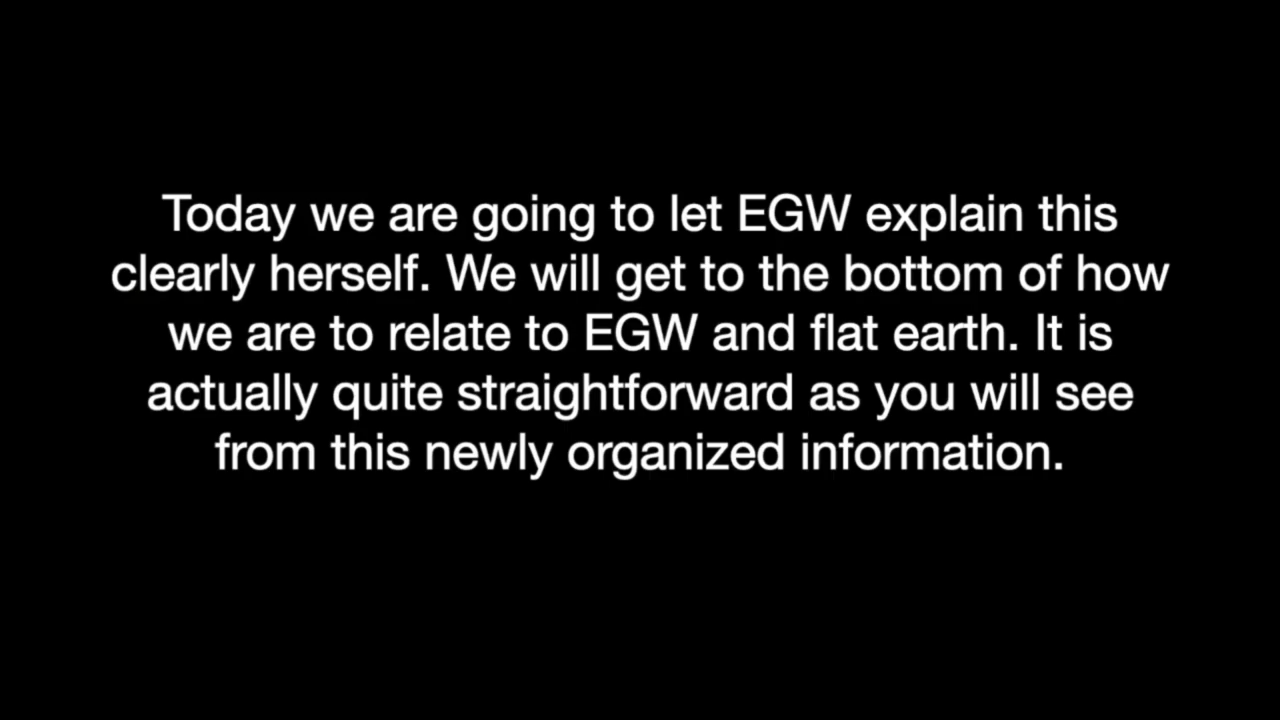 Today we are going to let EGW explain this
clearly herself. We will get to the bottom of how
we are to relate to EGW and flat earth. It is
actually quite straightforward as you will see
from this newly organized information.